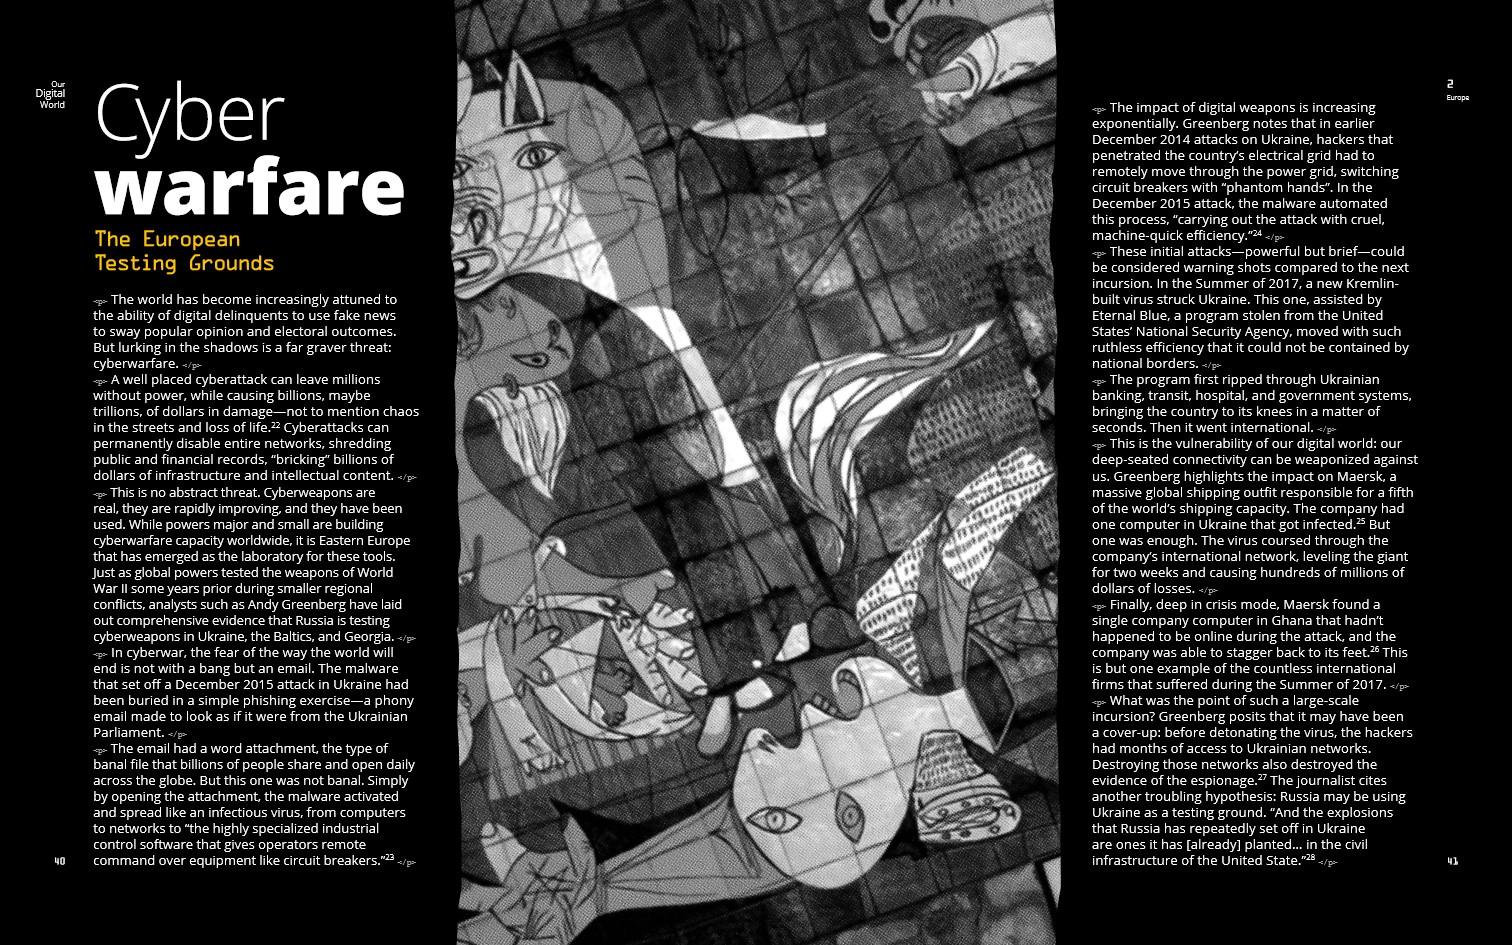 Our
Digital
World
Cyber
warfare
The European
Testing Grounds
<p> The world has become increasingly attuned to
the ability of digital delinquents to use fake news
to sway popular opinion and electoral outcomes.
But lurking in the shadows is a far graver threat:
cyberwarfare. </p>
<p> A well placed cyberattack can leave millions
without power, while causing billions, maybe
trillions, of dollars in damage—not to mention chaos
in the streets and loss of life.²² Cyberattacks can
permanently disable entire networks, shredding
public and financial records, “bricking” billions of
dollars of infrastructure and intellectual content. </p>
<p> This is no abstract threat. Cyberweapons are
real, they are rapidly improving, and they have been
used. While powers major and small are building
cyberwarfare capacity worldwide, it is Eastern Europe
that has emerged as the laboratory for these tools.
Just as global powers tested the weapons of World
War II some years prior during smaller regional
conflicts, analysts such as Andy Greenberg have laid
out comprehensive evidence that Russia is testing
cyberweapons in Ukraine, the Baltics, and Georgia. </p>
<p> In cyberwar, the fear of the way the world will
end is not with a bang but an email. The malware
that set off a December 2015 attack in Ukraine had
been buried in a simple phishing exercise—a phony
email made to look as if it were from the Ukrainian
Parliament. </p>
<p> The email had a word attachment, the type of
banal file that billions of people share and open daily
across the globe. But this one was not banal. Simply
by opening the attachment, the malware activated
and spread like an infectious virus, from computers
to networks to “the highly specialized industrial
control software that gives operators remote
command over equipment like circuit breakers.”²³ </p>
40
2
Europe
<p> The impact of digital weapons is increasing
exponentially. Greenberg notes that in earlier
December 2014 attacks on Ukraine, hackers that
penetrated the country’s electrical grid had to
remotely move through the power grid, switching
circuit breakers with “phantom hands”. In the
December 2015 attack, the malware automated
this process, “carrying out the attack with cruel,
machine-quick efficiency.”²⁴ </p>
<p> These initial attacks—powerful but brief—could
be considered warning shots compared to the next
incursion. In the Summer of 2017, a new Kremlin-
built virus struck Ukraine. This one, assisted by
Eternal Blue, a program stolen from the United
States’ National Security Agency, moved with such
ruthless efficiency that it could not be contained by
national borders. </p>
<p> The program first ripped through Ukrainian
banking, transit, hospital, and government systems,
bringing the country to its knees in a matter of
seconds. Then it went international. </p>
<p> This is the vulnerability of our digital world: our
deep-seated connectivity can be weaponized against
us. Greenberg highlights the impact on Maersk, a
massive global shipping outfit responsible for a fifth
of the world’s shipping capacity. The company had
one computer in Ukraine that got infected.²⁵ But
one was enough. The virus coursed through the
company’s international network, leveling the giant
for two weeks and causing hundreds of millions of
dollars of losses. </p>
<p> Finally, deep in crisis mode, Maersk found a
single company computer in Ghana that hadn’t
happened to be online during the attack, and the
company was able to stagger back to its feet.²⁶ This
is but one example of the countless international
firms that suffered during the Summer of 2017. </p>
<p> What was the point of such a large-scale
incursion? Greenberg posits that it may have been
a cover-up: before detonating the virus, the hackers
had months of access to Ukrainian networks.
Destroying those networks also destroyed the
evidence of the espionage.²⁷ The journalist cites
another troubling hypothesis: Russia may be using
Ukraine as a testing ground. “And the explosions
that Russia has repeatedly set off in Ukraine
are ones it has [already] planted… in the civil
infrastructure of the United State.”²⁸ </p>
41